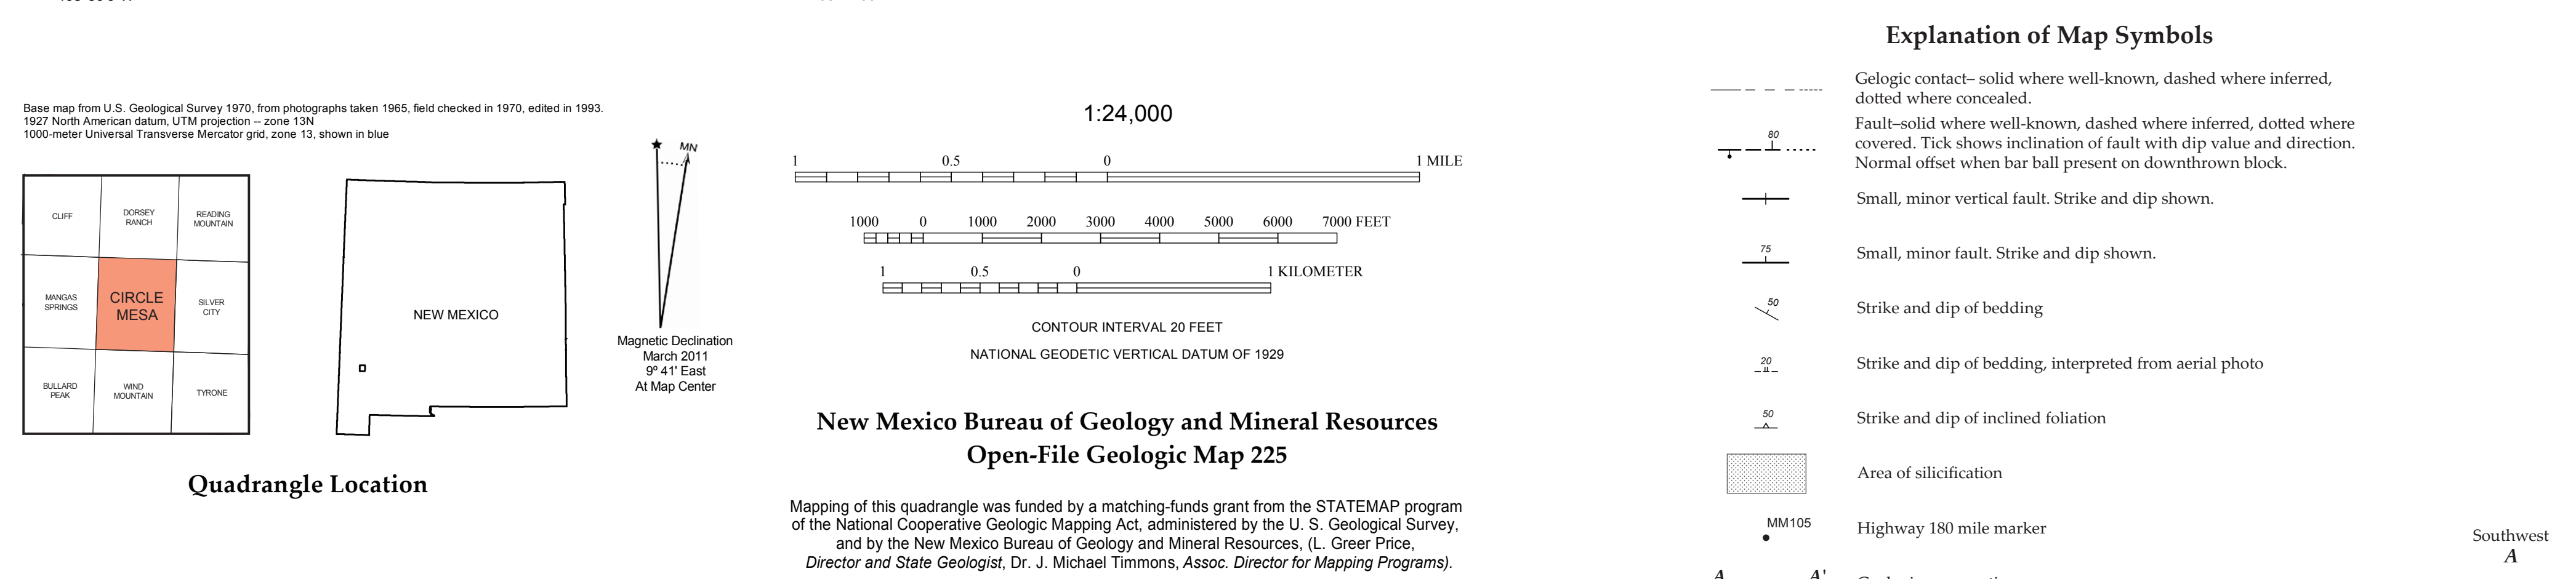 Base map from U.S. Geological Survey 1970, from photographs taken 1965, field checked in 1970, edited in 1993.
1927 North American datum, UTM projection -- zone 13N
1000-meter Universal Transverse Mercator grid, zone 13, shown in blue
CLIFF
DORSEY
RANCH
READING
MOUNTAIN
MANGAS
SPRINGS
CIRCLE
MESA
SILVER
CITY
BULLARD
PEAK
WIND
MOUNTAIN
TYRONE
Quadrangle Location
NEW MEXICO
MN
Magnetic Declination
March 2011
9º 41' East
At Map Center
1:24,000
1 0.5 0 1 MILE
1000 0 1000 2000 3000 4000 5000 6000 7000 FEET
1 0.5 0 1 KILOMETER
CONTOUR INTERVAL 20 FEET
NATIONAL GEODETIC VERTICAL DATUM OF 1929
New Mexico Bureau of Geology and Mineral Resources
Open-File Geologic Map 225
Mapping of this quadrangle was funded by a matching-funds grant from the STATEMAP program
of the National Cooperative Geologic Mapping Act, administered by the U. S. Geological Survey,
and by the New Mexico Bureau of Geology and Mineral Resources, (L. Greer Price,
Director and State Geologist, Dr. J. Michael Timmons, Assoc. Director for Mapping Programs).
Explanation of Map Symbols
Gelogic contact– solid where well-known, dashed where inferred,
dotted where concealed.
80
Fault–solid where well-known, dashed where inferred, dotted where
covered. Tick shows inclination of fault with dip value and direction.
Normal offset when bar ball present on downthrown block.
Small, minor vertical fault. Strike and dip shown.
75
Small, minor fault. Strike and dip shown.
50
Strike and dip of bedding
20
Strike and dip of bedding, interpreted from aerial photo
50
Strike and dip of inclined foliation
Area of silicification
MM105
Highway 180 mile marker
A A'
Southwest
A